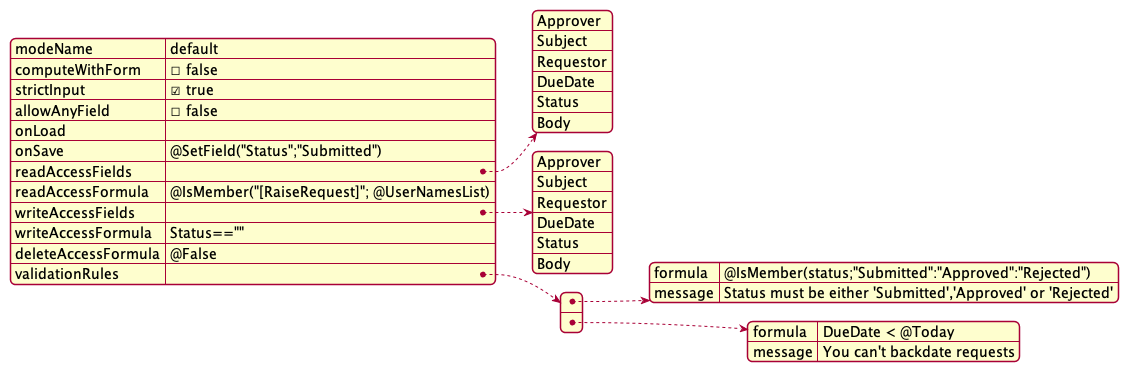 modeName default
computeWithForm ☐ false
strictInput ☑ true
allowAnyField ☐ false
onLoad
onSave @SetField("Status";"Submitted")
readAccessFields
readAccessFormula @IsMember("[RaiseRequest]"; @UserNamesList)
writeAccessFields
writeAccessFormula Status==""
deleteAccessFormula @False
validationRules
Approver
Subject
Requestor
DueDate
Status
Body
Approver
Subject
Requestor
DueDate
Status
Body
formula @IsMember(status;"Submitted":"Approved":"Rejected")
message Status must be either 'Submitted','Approved' or 'Rejected'
formula DueDate < @Today
message You can't backdate requests